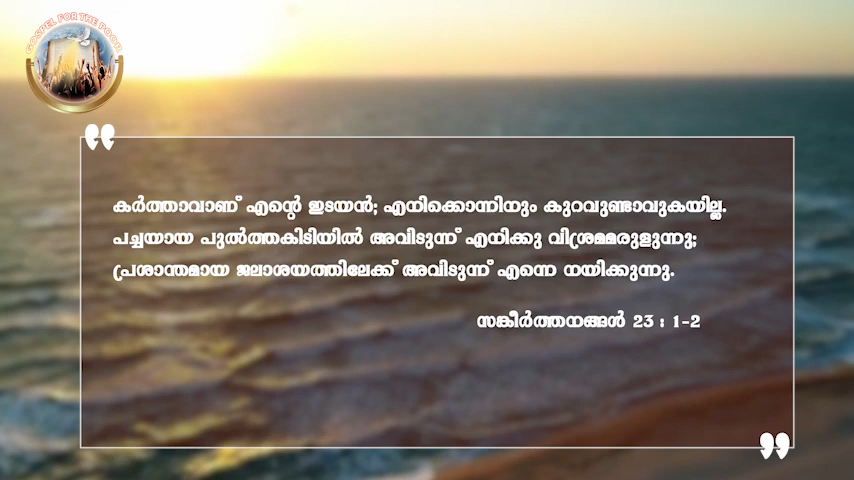 GOSPEL FOR THE POOR
കർത്താവാണ് എന്റെ ഇടയൻ; എനിക്കൊന്നിനും കുറവുണ്ടാവുകയില്ല.
പച്ചയായ പുൽത്തകിടിയിൽ അവിടുന്ന് എനിക്കു വിശ്രമമരുളുന്നു;
പ്രശാന്തമായ ജലാശയത്തിലേക്ക് അവിടുന്ന് എന്നെ നയിക്കുന്നു.
സങ്കീർത്തനങ്ങൾ 23 : 1-2